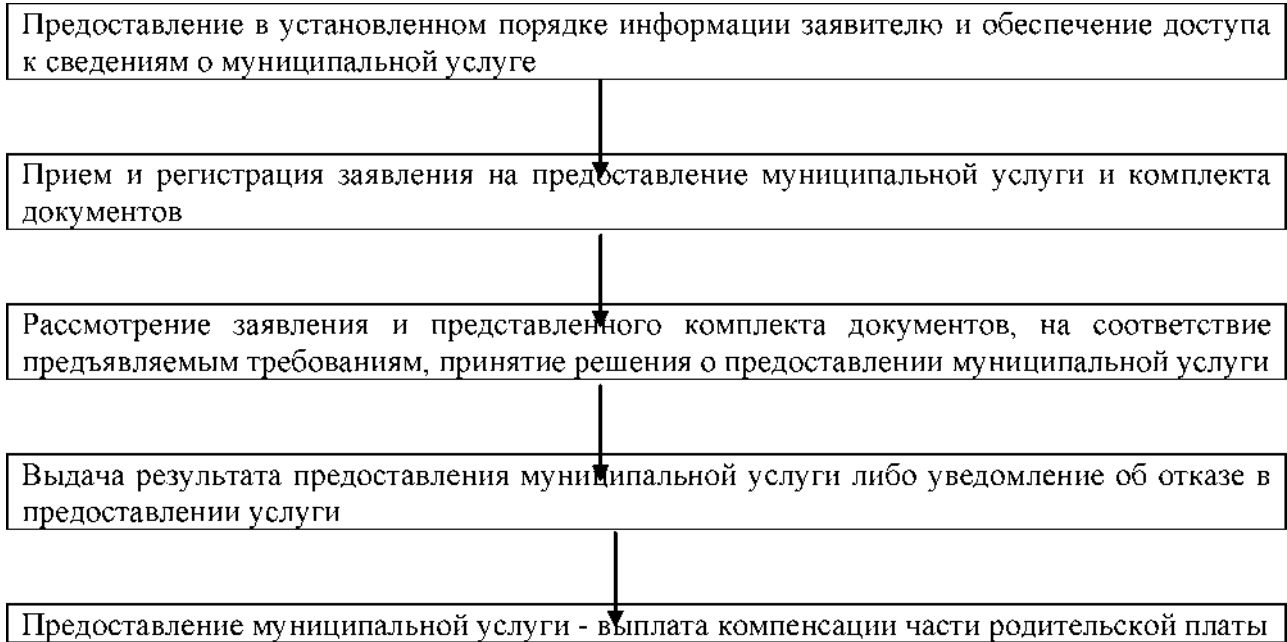 Предоставление в установленном порядке информации заявителю и обеспечение доступа
к сведениям о муниципальной услуге
Прием и регистрация заявления на предоставление муниципальной услуги и комплекта
документов
Рассмотрение заявления и представленного комплекта документов, на соответствие
предъявляемым требованиям, принятие решения о предоставлении муниципальной услуги
Выдача результата предоставления муниципальной услуги либо уведомление об отказе в
предоставлении услуги
Предоставление муниципальной услуги - выплата компенсации части родительской платы